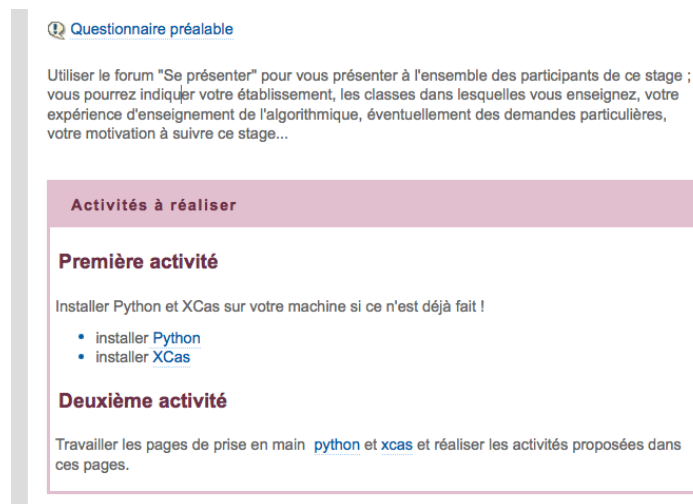 Questionnaire préalable
Utiliser le forum "Se présenter" pour vous présenter à l'ensemble des participants de ce stage ;
vous pourrez indiquer votre établissement, les classes dans lesquelles vous enseignez, votre
expérience d'enseignement de l'algorithmique, éventuellement des demandes particulières,
votre motivation à suivre ce stage...
Activités à réaliser
Première activité
Installer Python et XCas sur votre machine si ce n'est déjà fait !
• installer Python
• installer XCas
Deuxième activité
Travailler les pages de prise en main python et xcas et réaliser les activités proposées dans
ces pages.